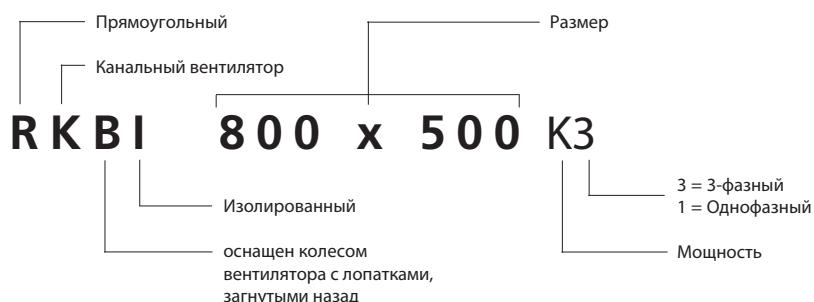 Прямоугольный
Размер
Канальный вентилятор
RKBI 800 x 500 K3
3 = 3-фазный
1 = Однофазный
Изолированный
Мощность
оснащен колесом
вентилятора с лопатками,
загнутыми назад